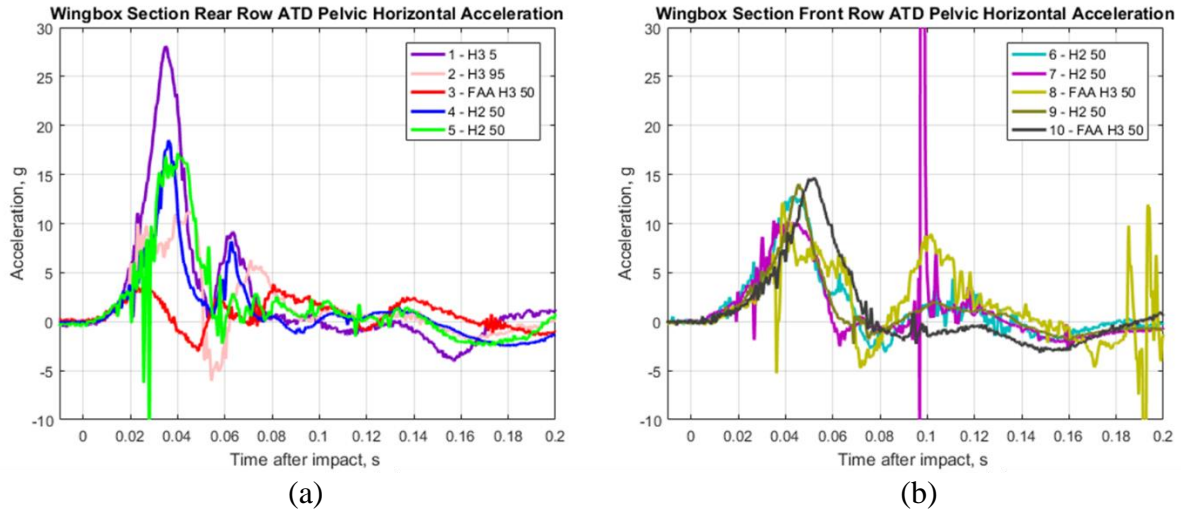 Wingbox Section Rear Row ATD Pelvic Horizontal Acceleration
30
25
20
15
10
5
0
-5
-10
Acceleration, g
1 - H3 5
2 - H3 95
3 - FAA H3 50
4 - H2 50
5 - H2 50
0 0.02 0.04 0.06 0.08 0.1 0.12 0.14 0.16 0.18 0.2
Time after impact, s
(a)
Wingbox Section Front Row ATD Pelvic Horizontal Acceleration
30
25
20
15
10
5
0
-5
-10
Acceleration, g
6 - H2 50
7 - H2 50
8 - FAA H3 50
9 - H2 50
10 - FAA H3 50
0 0.02 0.04 0.06 0.08 0.1 0.12 0.14 0.16 0.18 0.2
Time after impact, s
(b)